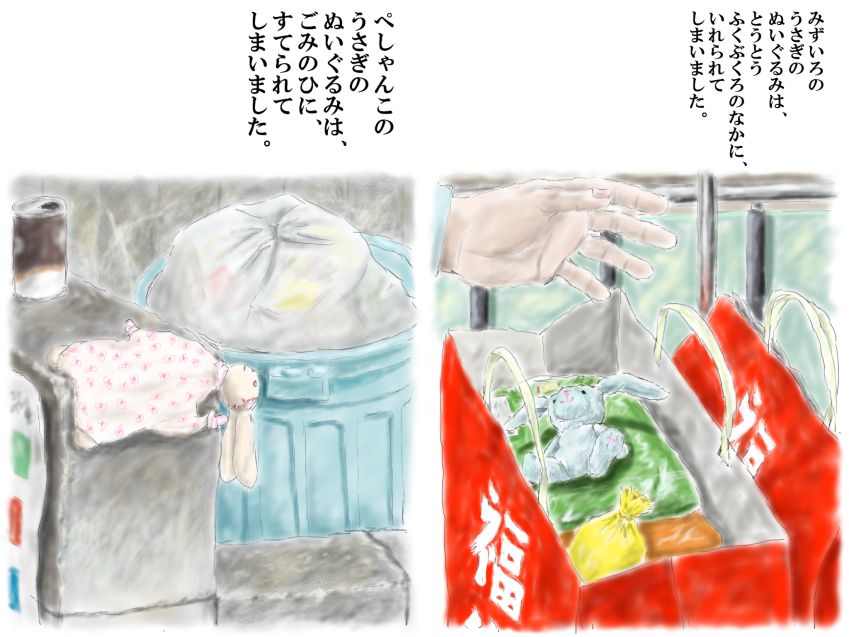 みずいろの
うさぎの
ぬいぐるみは、
とうとう
ふくぶくろのなかに、
いれられて
しまいました。
ぺしゃんこの
うさぎの
ぬいぐるみは、
ごみのひに、
すてられて
しまいました。
福
福